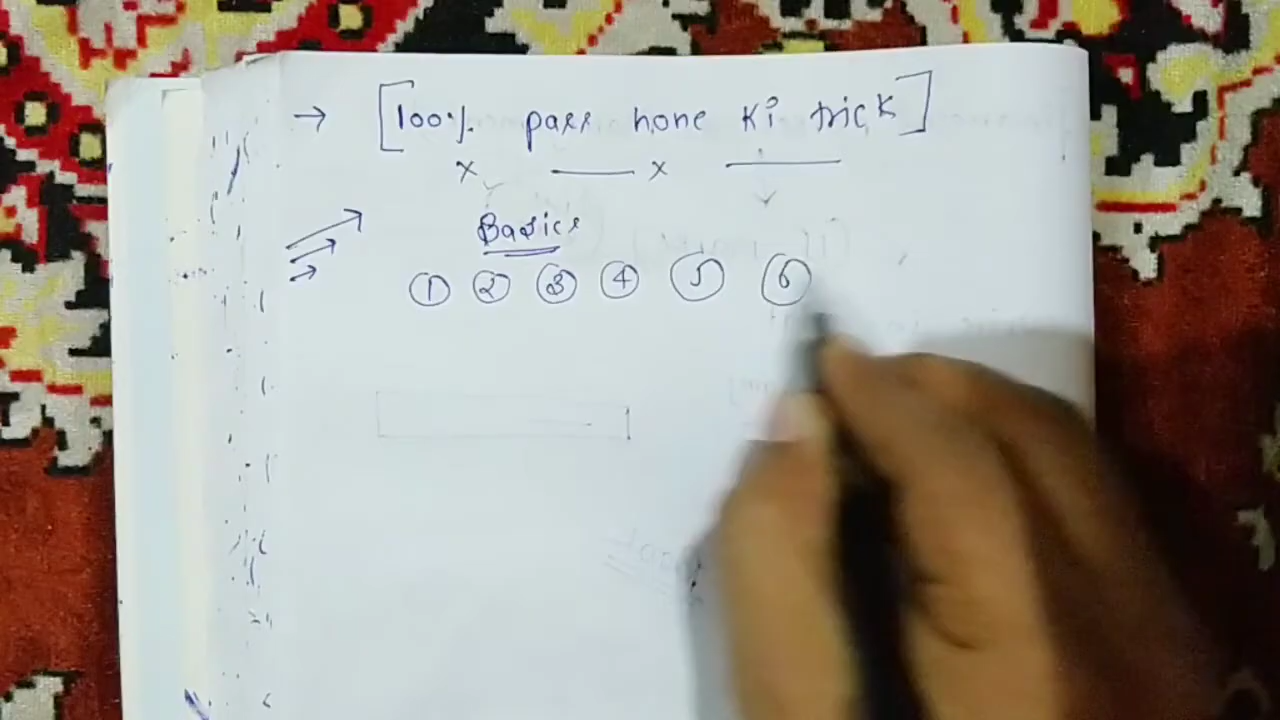 → [100% pass hone ki trick]
Basics
① ② ③ ④ ⑤ ⑥